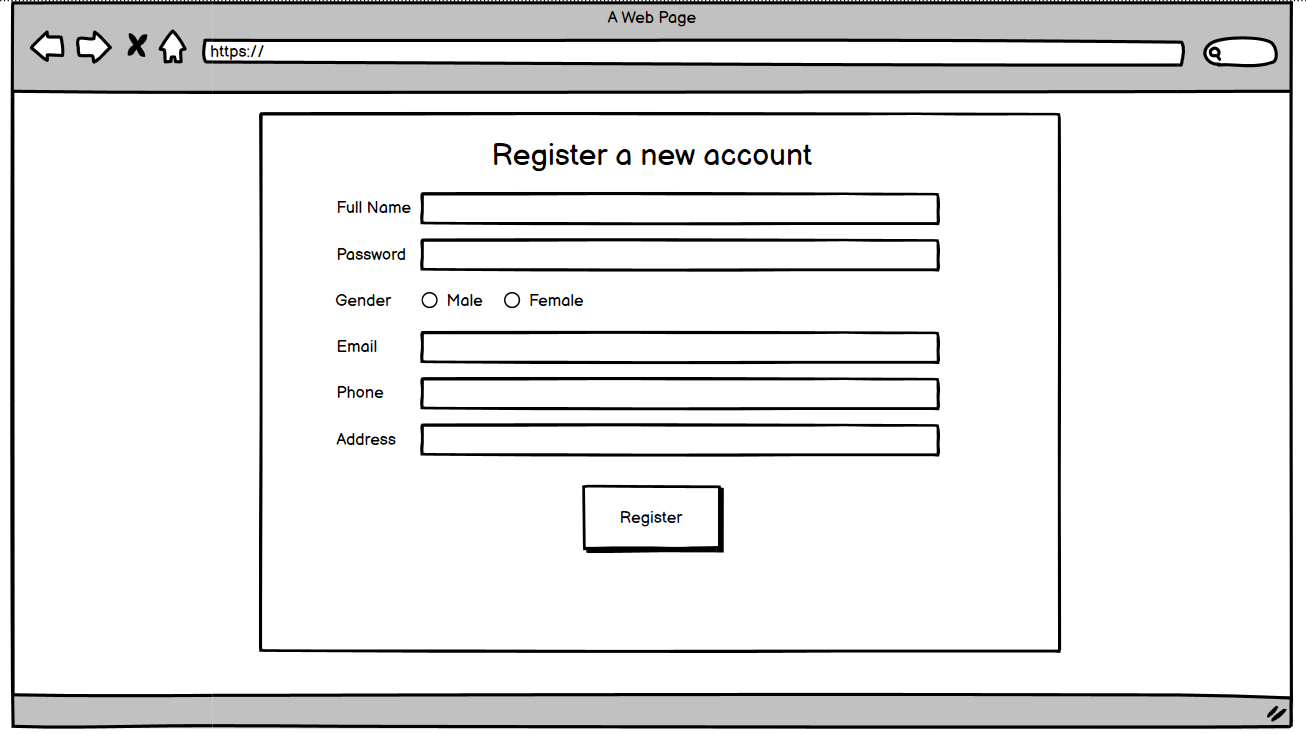 A Web Page
https://
Register a new account
Full Name
Password
Gender Male Female
Email
Phone
Address
Register